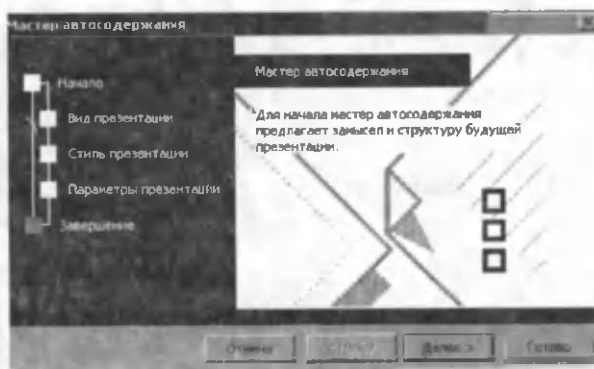 Мастер автосодержания
Мастер автосодержания
Начало
Вид презентации
Стиль презентации
Параметры презентации
Завершение
Для начала мастер автосодержания
предлагает замысел и структуру будущей
презентации.
Отмена
Далее >
Готово